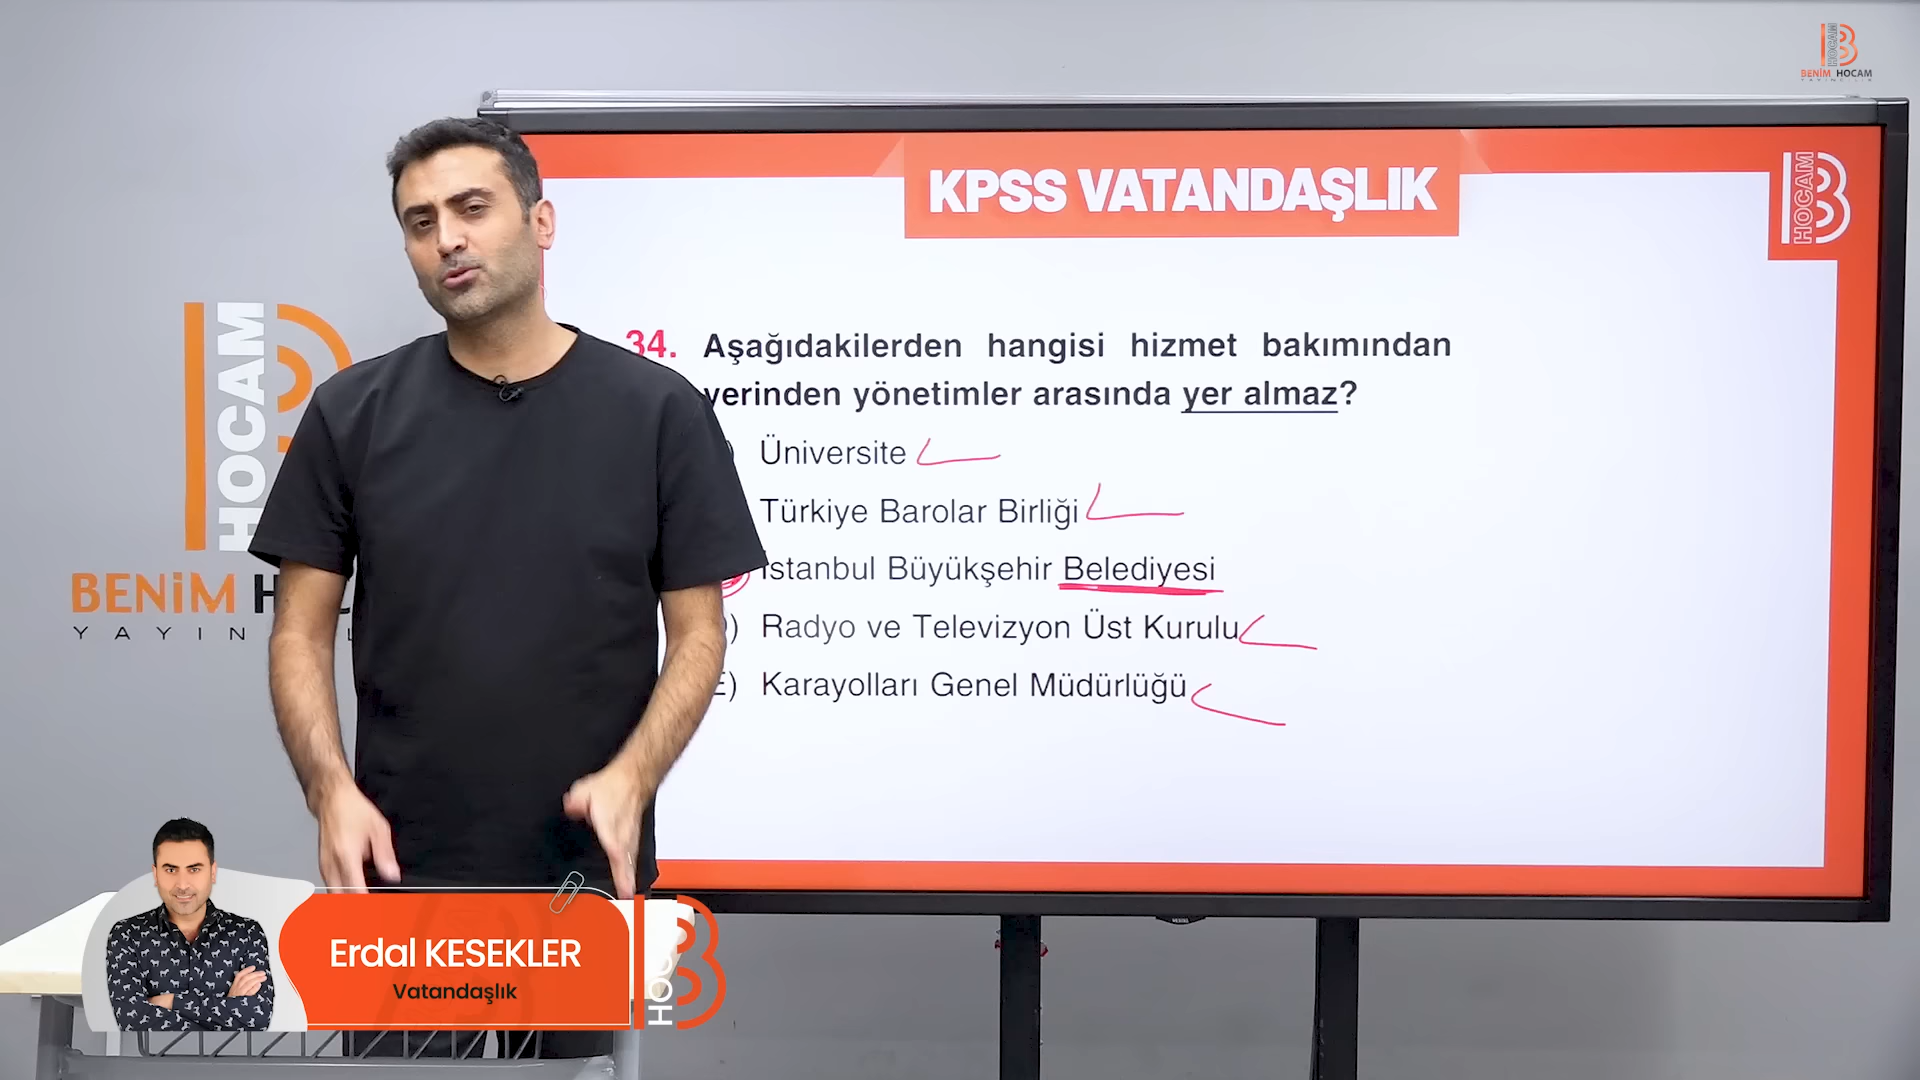 BENİM HOCAM
YAYINCILIK
KPSS VATANDAŞLIK
HOCAM
34. Aşağıdakilerden hangisi hizmet bakımından
yerinden yönetimler arasında yer almaz?
) Üniversite
Türkiye Barolar Birliği
İstanbul Büyükşehir Belediyesi
) Radyo ve Televizyon Üst Kurulu
E) Karayolları Genel Müdürlüğü
HOCAM
BENİM H
YAYIN
Erdal KESEKLER
Vatandaşlık